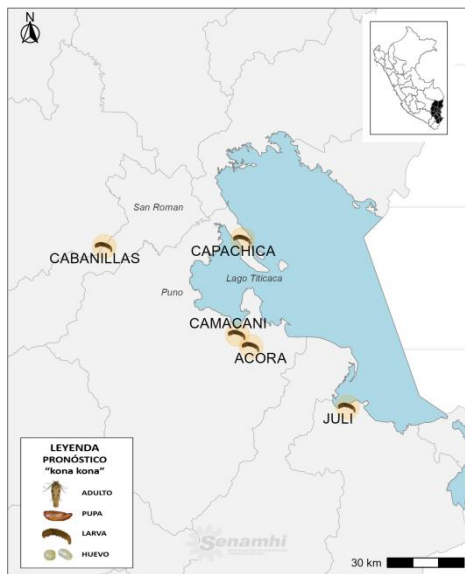 N
San Roman
CABANILLAS
CAPACHICA
Puno
Lago Titicaca
CAMACANI
ACORA
JULI
LEYENDA
PRONÓSTICO
"kona kona"
ADULTO
PUPA
LARVA
HUEVO
Senamhi
30 km